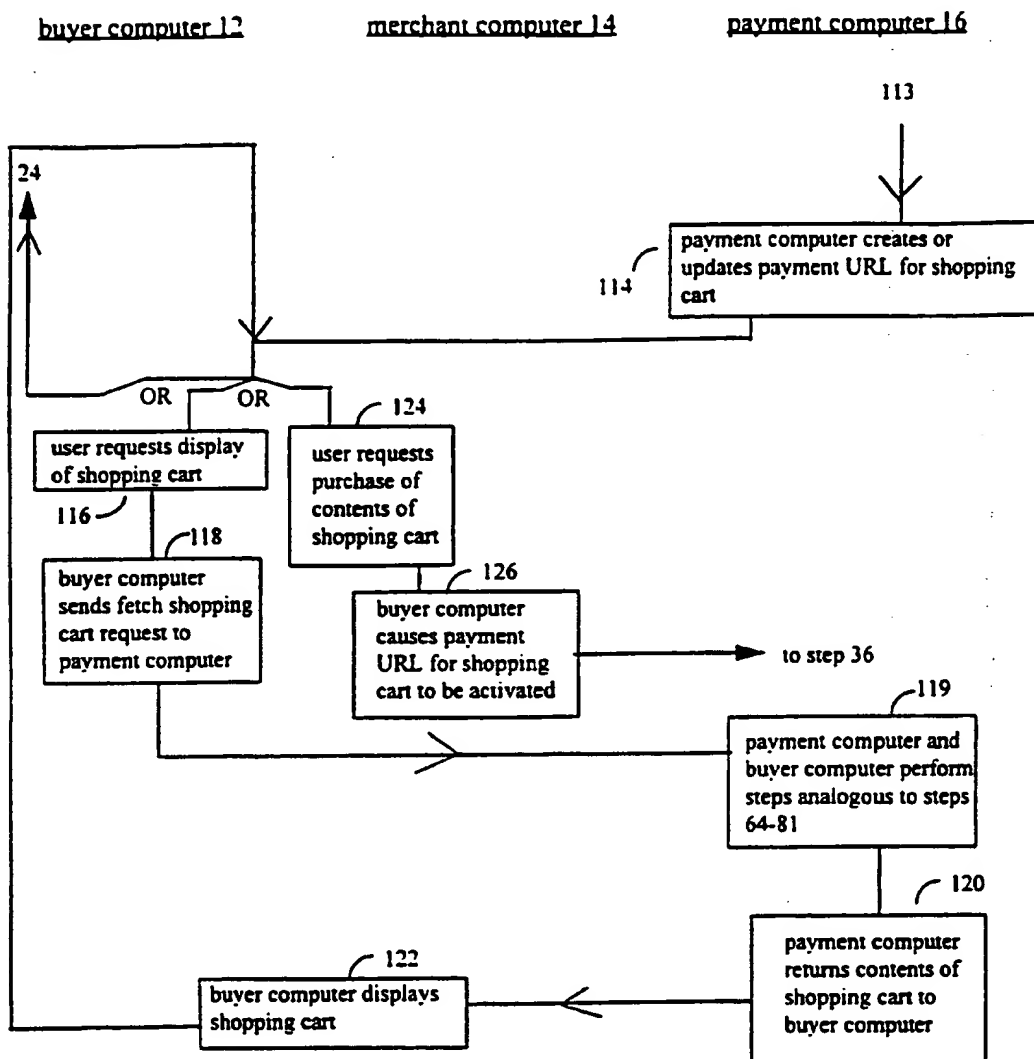 buyer computer 12
merchant computer 14
payment computer 16
113
24
payment computer creates or
updates payment URL for shopping
cart
114
OR
OR
124
user requests display
of shopping cart
116
user requests
purchase of
contents of
shopping cart
118
buyer computer
sends fetch shopping
cart request to
payment computer
126
buyer computer
causes payment
URL for shopping
cart to be activated
to step 36
119
payment computer and
buyer computer perform
steps analogous to steps
64-81
120
payment computer
returns contents of
shopping cart to
buyer computer
122
buyer computer displays
shopping cart